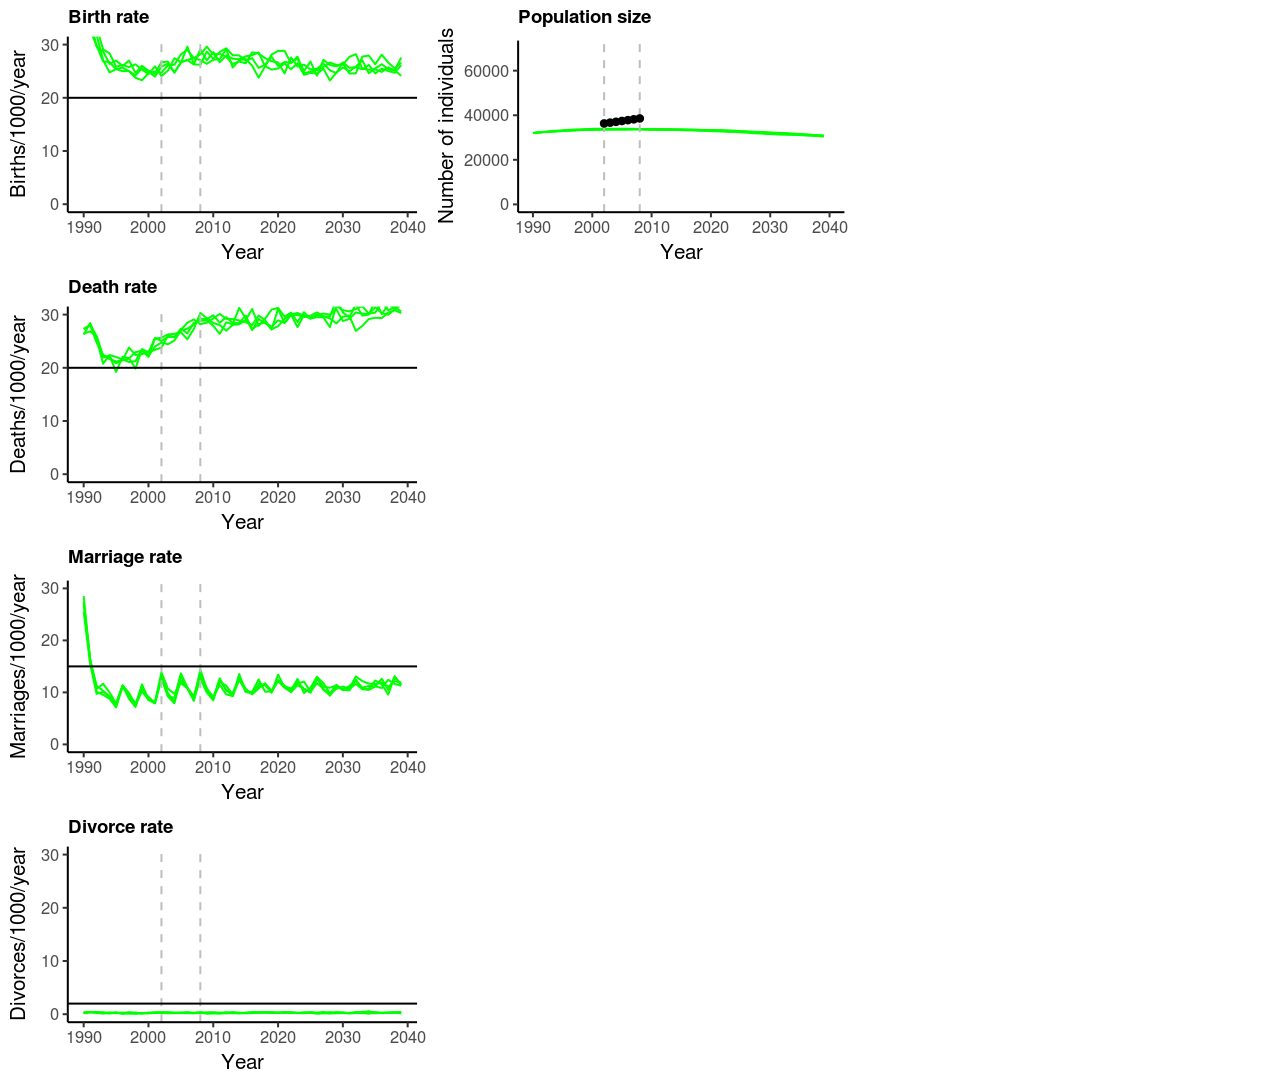 Birth rate
Births/1000/year
30
20
10
0
1990 2000 2010 2020 2030 2040
Year
Population size
Number of individuals
60000
40000
20000
0
1990 2000 2010 2020 2030 2040
Year
Death rate
Deaths/1000/year
30
20
10
0
1990 2000 2010 2020 2030 2040
Year
Marriage rate
Marriages/1000/year
30
20
10
0
1990 2000 2010 2020 2030 2040
Year
Divorce rate
Divorces/1000/year
30
20
10
0
1990 2000 2010 2020 2030 2040
Year